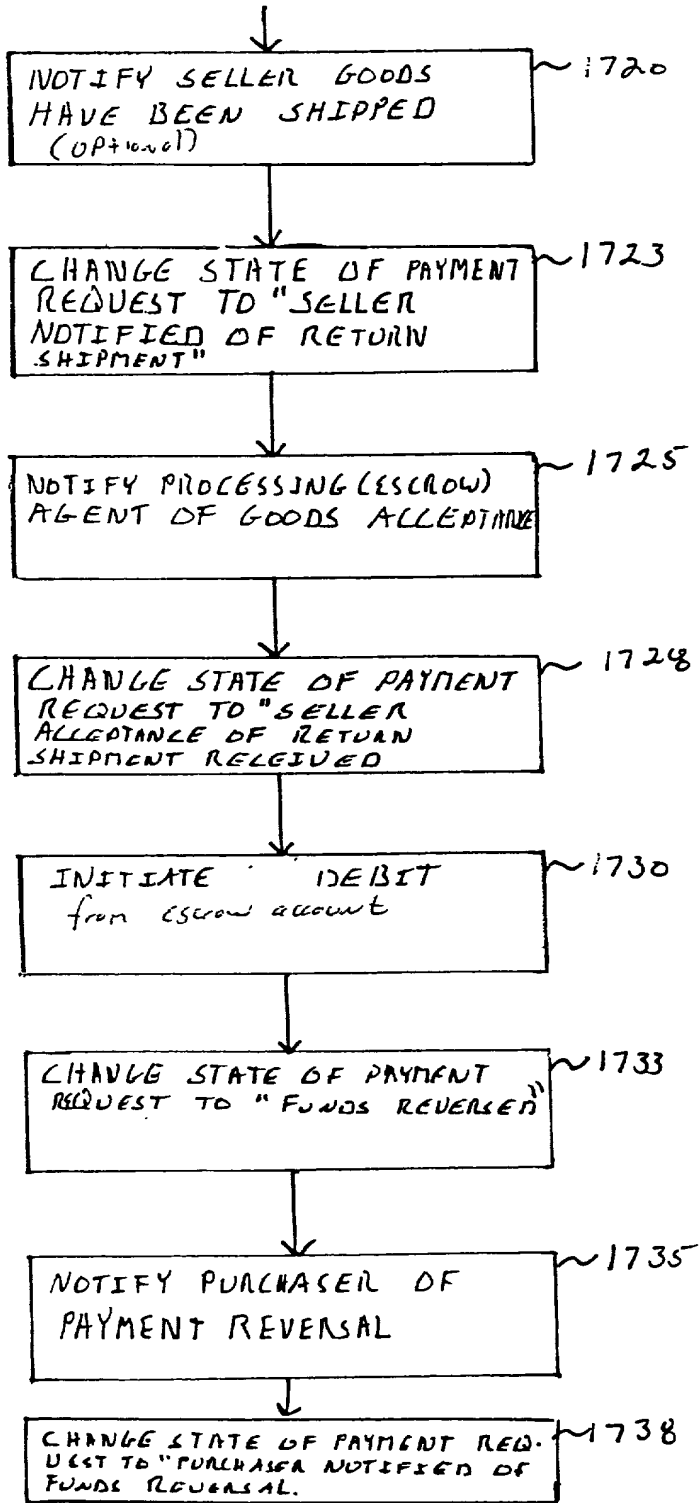 NOTIFY SELLER GOODS
HAVE BEEN SHIPPED
(OPtional)
1720
CHANGE STATE OF PAYMENT
REQUEST TO "SELLER
NOTIFIED OF RETURN
SHIPMENT"
1723
NOTIFY PROCESSING (ESCROW)
AGENT OF GOODS ACCEPTANCE
1725
CHANGE STATE OF PAYMENT
REQUEST TO "SELLER
ACCEPTANCE OF RETURN
SHIPMENT RECEIVED
1728
INITIATE DEBIT
from escrow account
1730
CHANGE STATE OF PAYMENT
REQUEST TO "FUNDS REVERSED"
1733
NOTIFY PURCHASER OF
PAYMENT REVERSAL
1735
CHANGE STATE OF PAYMENT REQ-
UEST TO "PURCHASER NOTIFIED OF
FUNDS REVERSAL.
1738